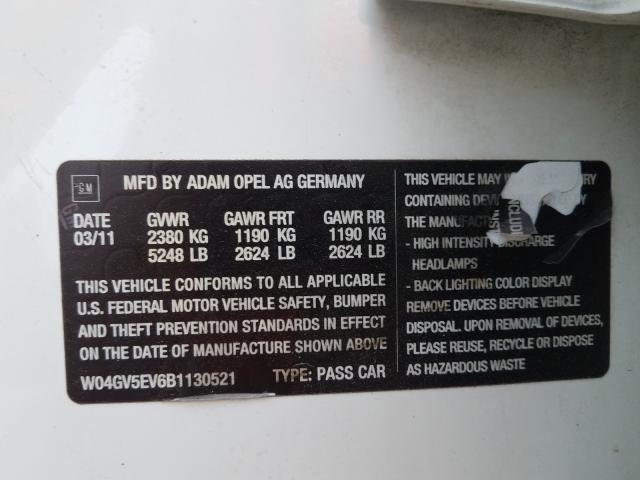 GM
MFD BY ADAM OPEL AG GERMANY
DATE GVWR GAWR FRT GAWR RR
03/11 2380 KG 1190 KG 1190 KG
5248 LB 2624 LB 2624 LB
THIS VEHICLE CONFORMS TO ALL APPLICABLE
U.S. FEDERAL MOTOR VEHICLE SAFETY, BUMPER
AND THEFT PREVENTION STANDARDS IN EFFECT
ON THE DATE OF MANUFACTURE SHOWN ABOVE
W04GV5EV6B1130521 TYPE: PASS CAR
THIS VEHICLE MAY
CONTAINING
THE
- HIGH INTENSITY DISCHARGE
HEADLAMPS
- BACK LIGHTING COLOR DISPLAY
REMOVE DEVICES BEFORE VEHICLE
DISPOSAL. UPON REMOVAL OF DEVICES,
PLEASE REUSE, RECYCLE OR DISPOSE
AS HAZARDOUS WASTE